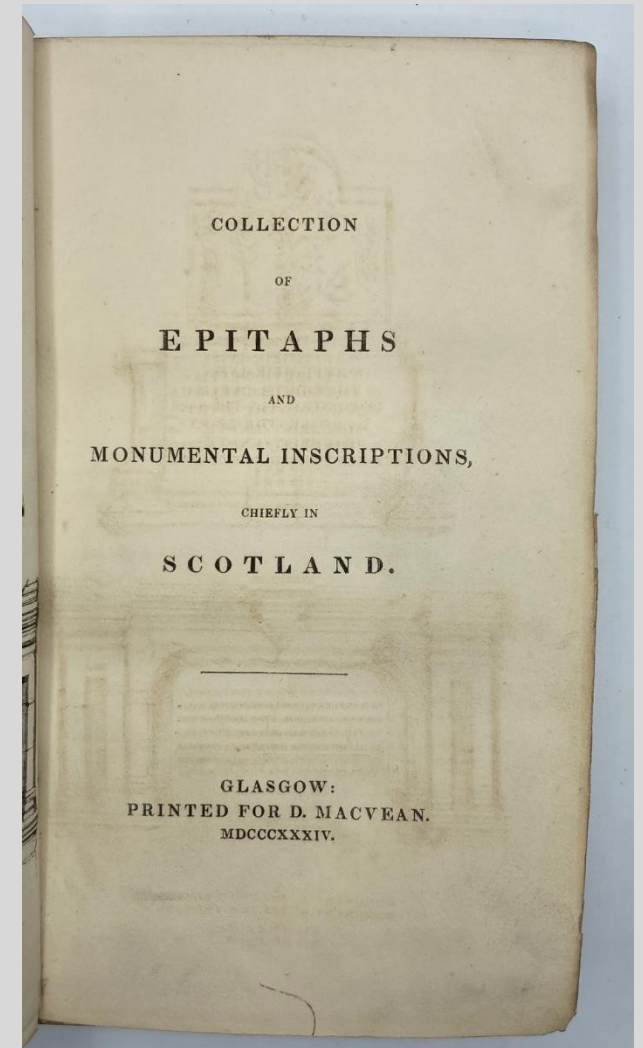 COLLECTION
OF
EPITAPHS
AND
MONUMENTAL INSCRIPTIONS,
CHIEFLY IN
SCOTLAND.
GLASGOW:
PRINTED FOR D. MACVEAN.
MDCCCXXXIV.